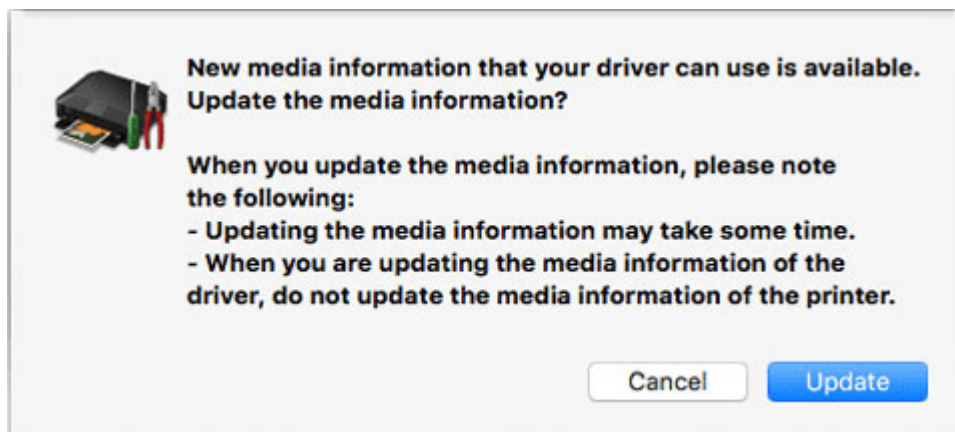 New media information that your driver can use is available.
Update the media information?
When you update the media information, please note
the following:
- Updating the media information may take some time.
- When you are updating the media information of the
driver, do not update the media information of the printer.
Cancel
Update